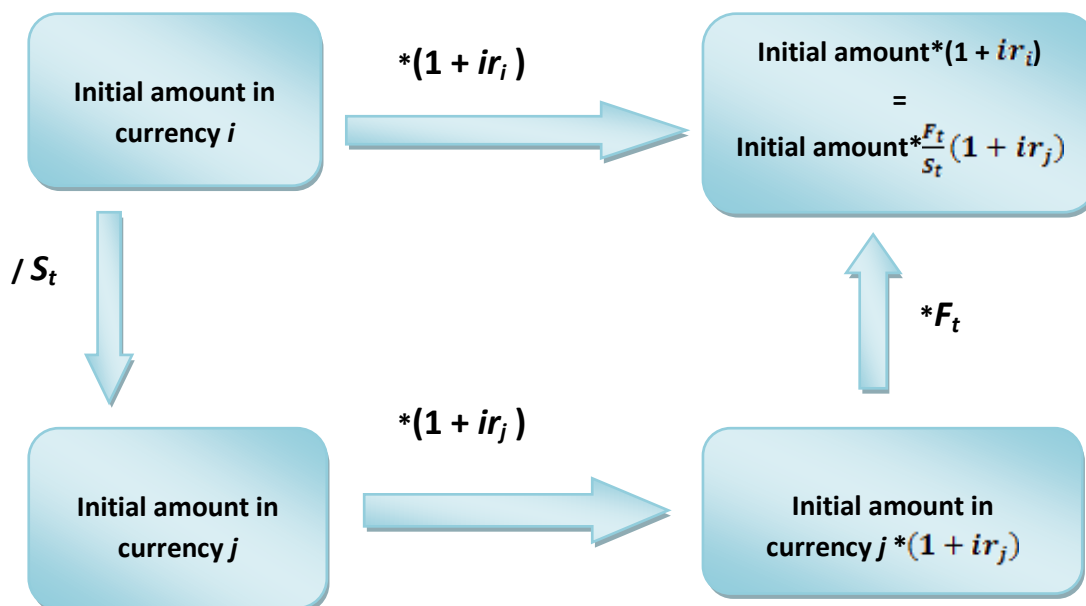 Initial amount in
currency i
*(1 + ir_i )
Initial amount*(1 + ir_i)
=
Initial amount*\frac{F_t}{S_t}(1 + ir_j)
/ S_t
*F_t
Initial amount in
currency j
*(1 + ir_j )
Initial amount in
currency j *(1 + ir_j)